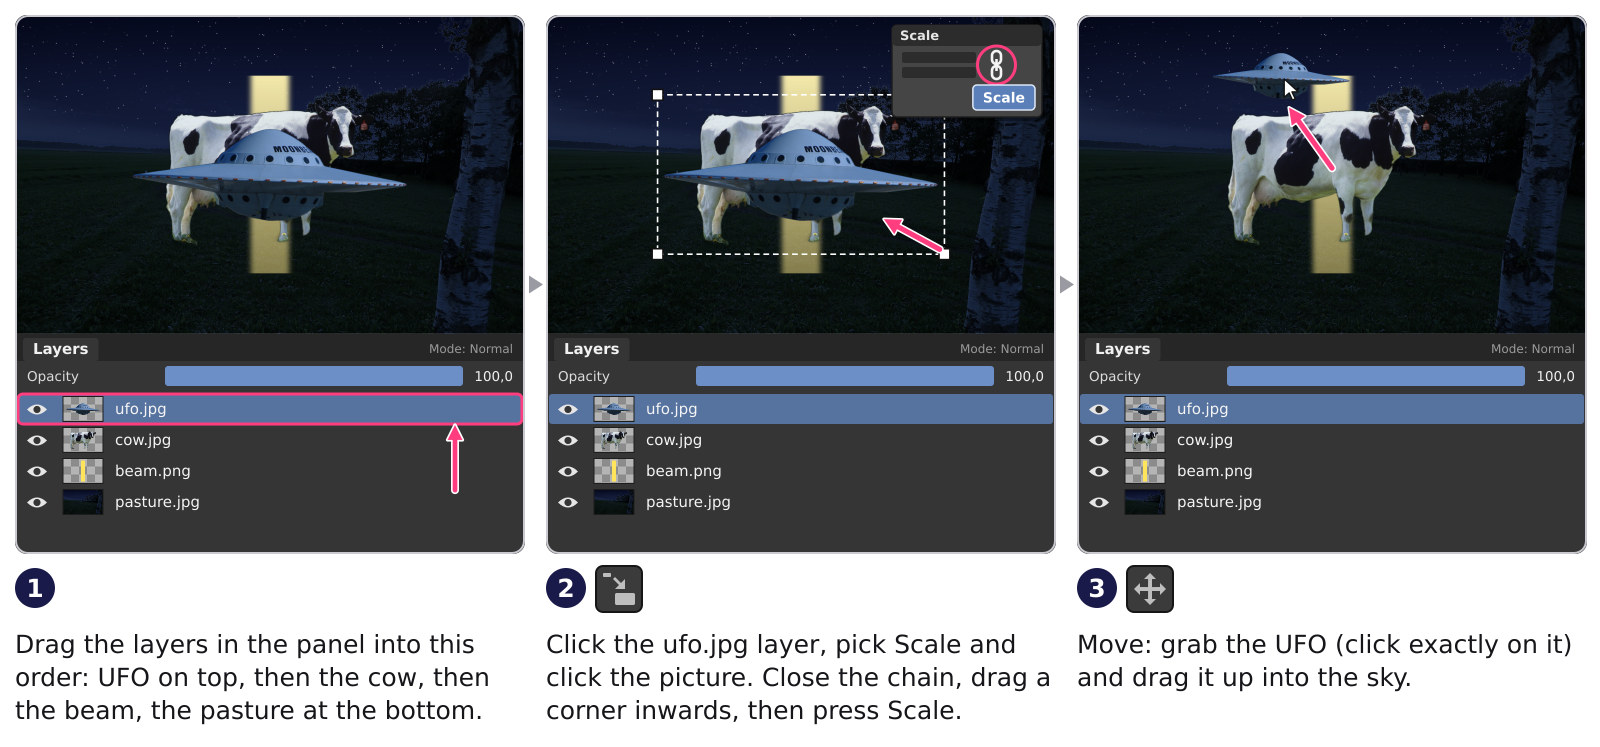 MOONB
Layers
Mode: Normal
Opacity
100,0
ufo.jpg
cow.jpg
beam.png
pasture.jpg
1
Drag the layers in the panel into this
order: UFO on top, then the cow, then
the beam, the pasture at the bottom.
Scale
Scale
MOONB
Layers
Mode: Normal
Opacity
100,0
ufo.jpg
cow.jpg
beam.png
pasture.jpg
2
Click the ufo.jpg layer, pick Scale and
click the picture. Close the chain, drag a
corner inwards, then press Scale.
Layers
Mode: Normal
Opacity
100,0
ufo.jpg
cow.jpg
beam.png
pasture.jpg
3
Move: grab the UFO (click exactly on it)
and drag it up into the sky.